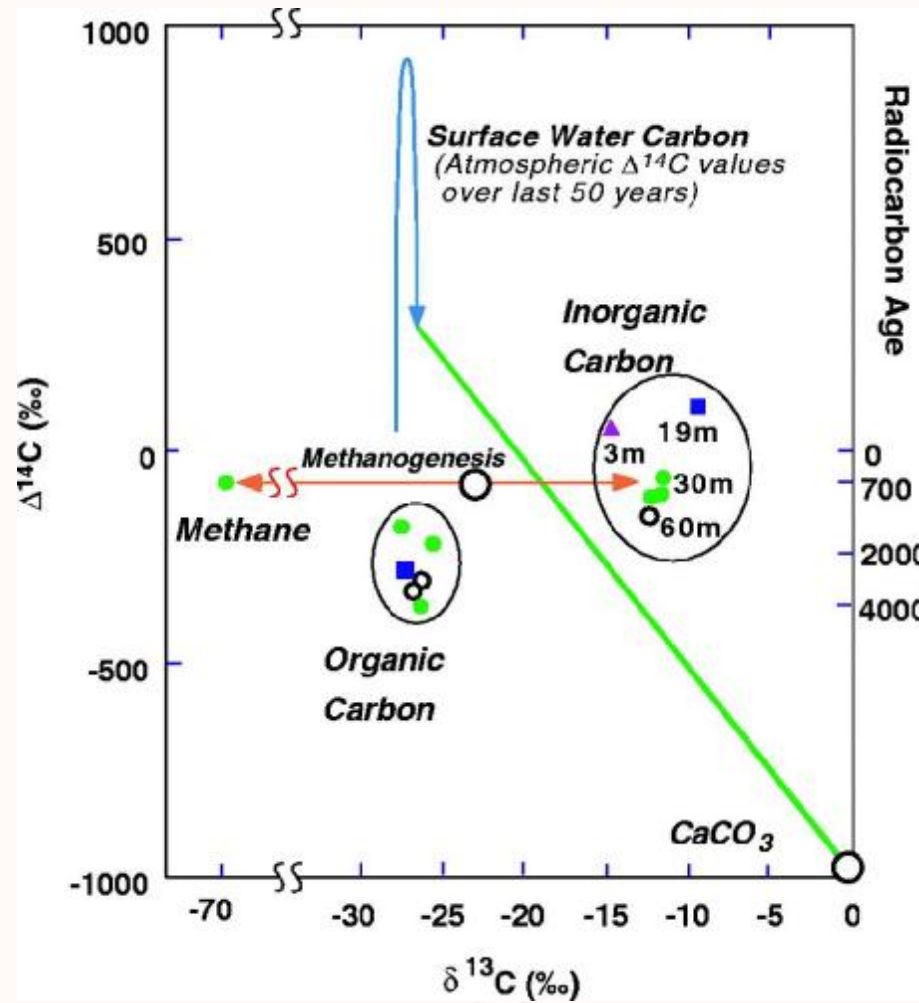 1000
500
0
-500
-1000
Δ¹⁴C (‰)
Surface Water Carbon
(Atmospheric Δ¹⁴C values
over last 50 years)
Inorganic
Carbon
19m
3m
30m
60m
Methanogenesis
Methane
Organic
Carbon
CaCO₃
Radiocarbon Age
0
700
2000
4000
-70
-30
-25
-20
-15
-10
-5
0
δ ¹³C (‰)